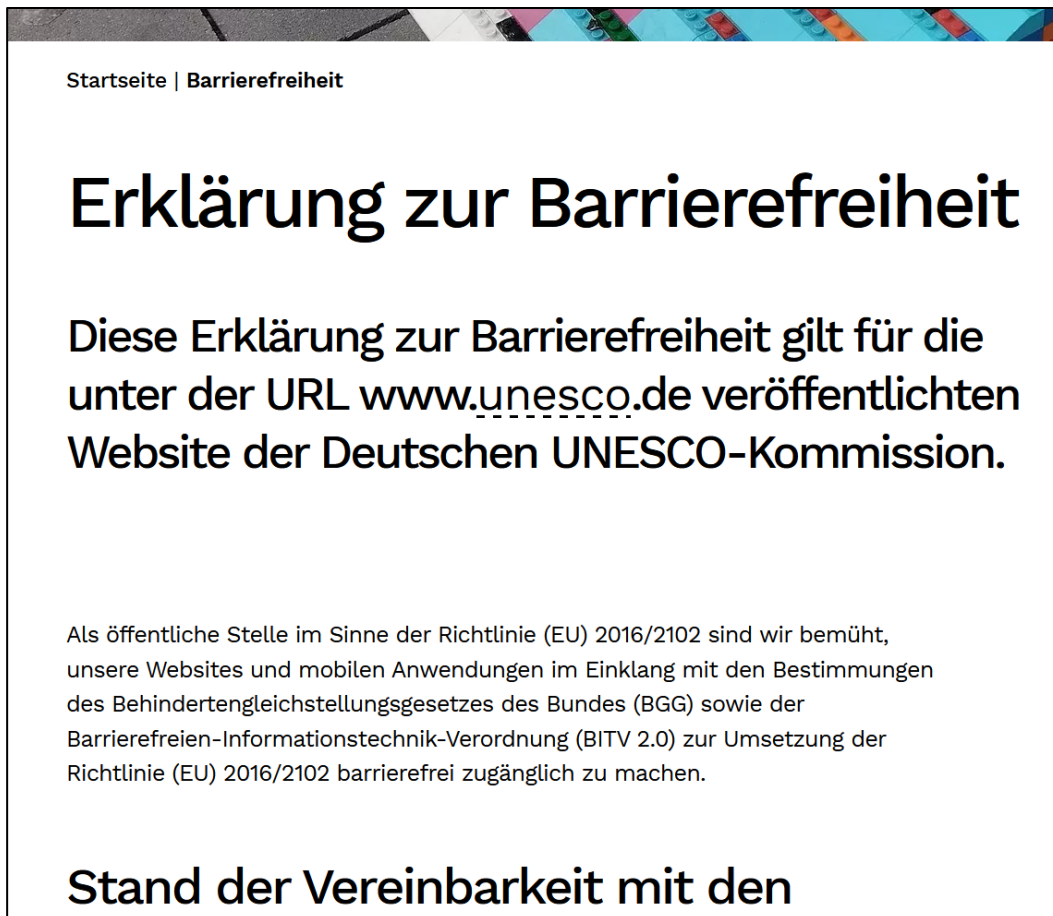 Startseite | Barrierefreiheit
Erklärung zur Barrierefreiheit
Diese Erklärung zur Barrierefreiheit gilt für die
unter der URL www.unesco.de veröffentlichten
Website der Deutschen UNESCO-Kommission.
Als öffentliche Stelle im Sinne der Richtlinie (EU) 2016/2102 sind wir bemüht,
unsere Websites und mobilen Anwendungen im Einklang mit den Bestimmungen
des Behindertengleichstellungsgesetzes des Bundes (BGG) sowie der
Barrierefreien-Informationstechnik-Verordnung (BITV 2.0) zur Umsetzung der
Richtlinie (EU) 2016/2102 barrierefrei zugänglich zu machen.
Stand der Vereinbarkeit mit den